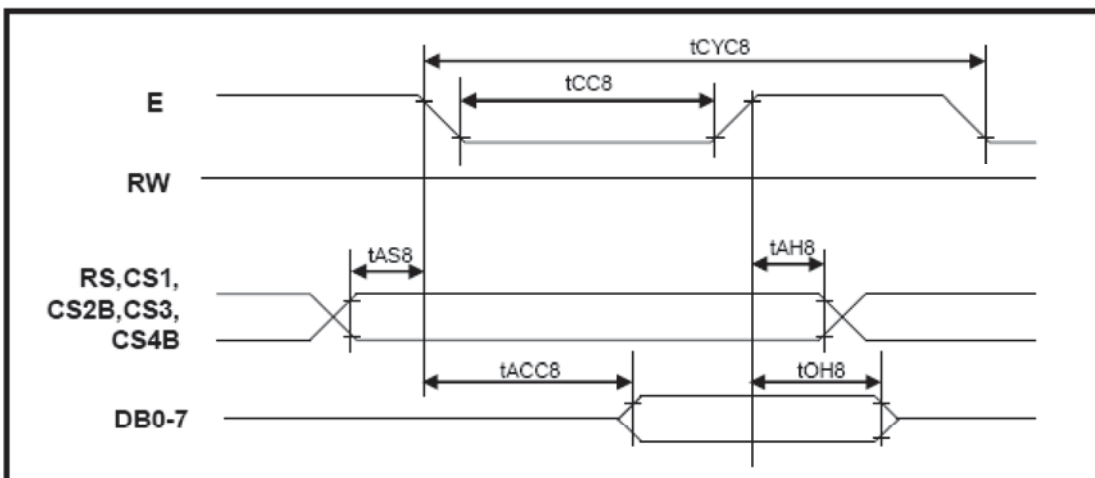 tCYC8
tCC8
E
RW
tAS8
tAH8
RS,CS1,
CS2B,CS3,
CS4B
tACC8
tOH8
DB0-7